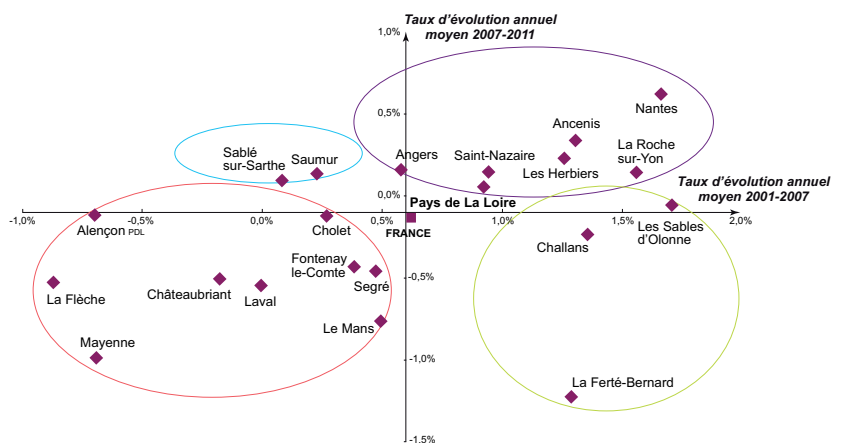 Taux d'évolution annuel
moyen 2007-2011
1,0%
0,5%
Nantes
Ancenis
Sablé
sur-Sarthe
Saumur
Angers
Saint-Nazaire
Les Herbiers
La Roche
sur-Yon
0,0%
Taux d'évolution annuel
moyen 2001-2007
Pays de La Loire
-1,0%
-0,5%
0,0%
0,5%
1,0%
1,5%
2,0%
Alençon PDL
Cholet
FRANCE
Challans
Les Sables
d'Olonne
Fontenay
le-Comte
Segré
-0,5%
La Flèche
Châteaubriant
Laval
Le Mans
Mayenne
-1,0%
La Ferté-Bernard
-1.5%